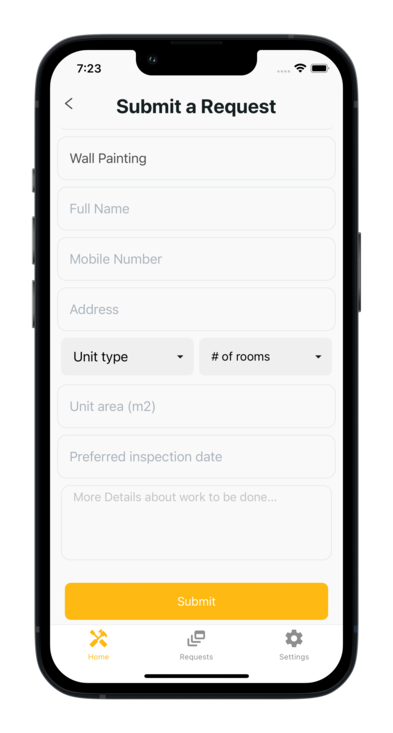 7:23
Submit a Request
Wall Painting
Full Name
Mobile Number
Address
Unit type
# of rooms
Unit area (m2)
Preferred inspection date
More Details about work to be done...
Submit
Home
Requests
Settings